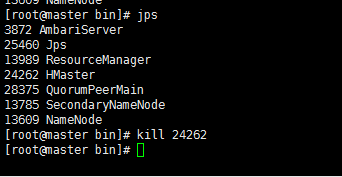 13609 NameNode
[root@master bin]# jps
3872 AmbariServer
25460 Jps
13989 ResourceManager
24262 HMaster
28375 QuorumPeerMain
13785 SecondaryNameNode
13609 NameNode
[root@master bin]# kill 24262
[root@master bin]#